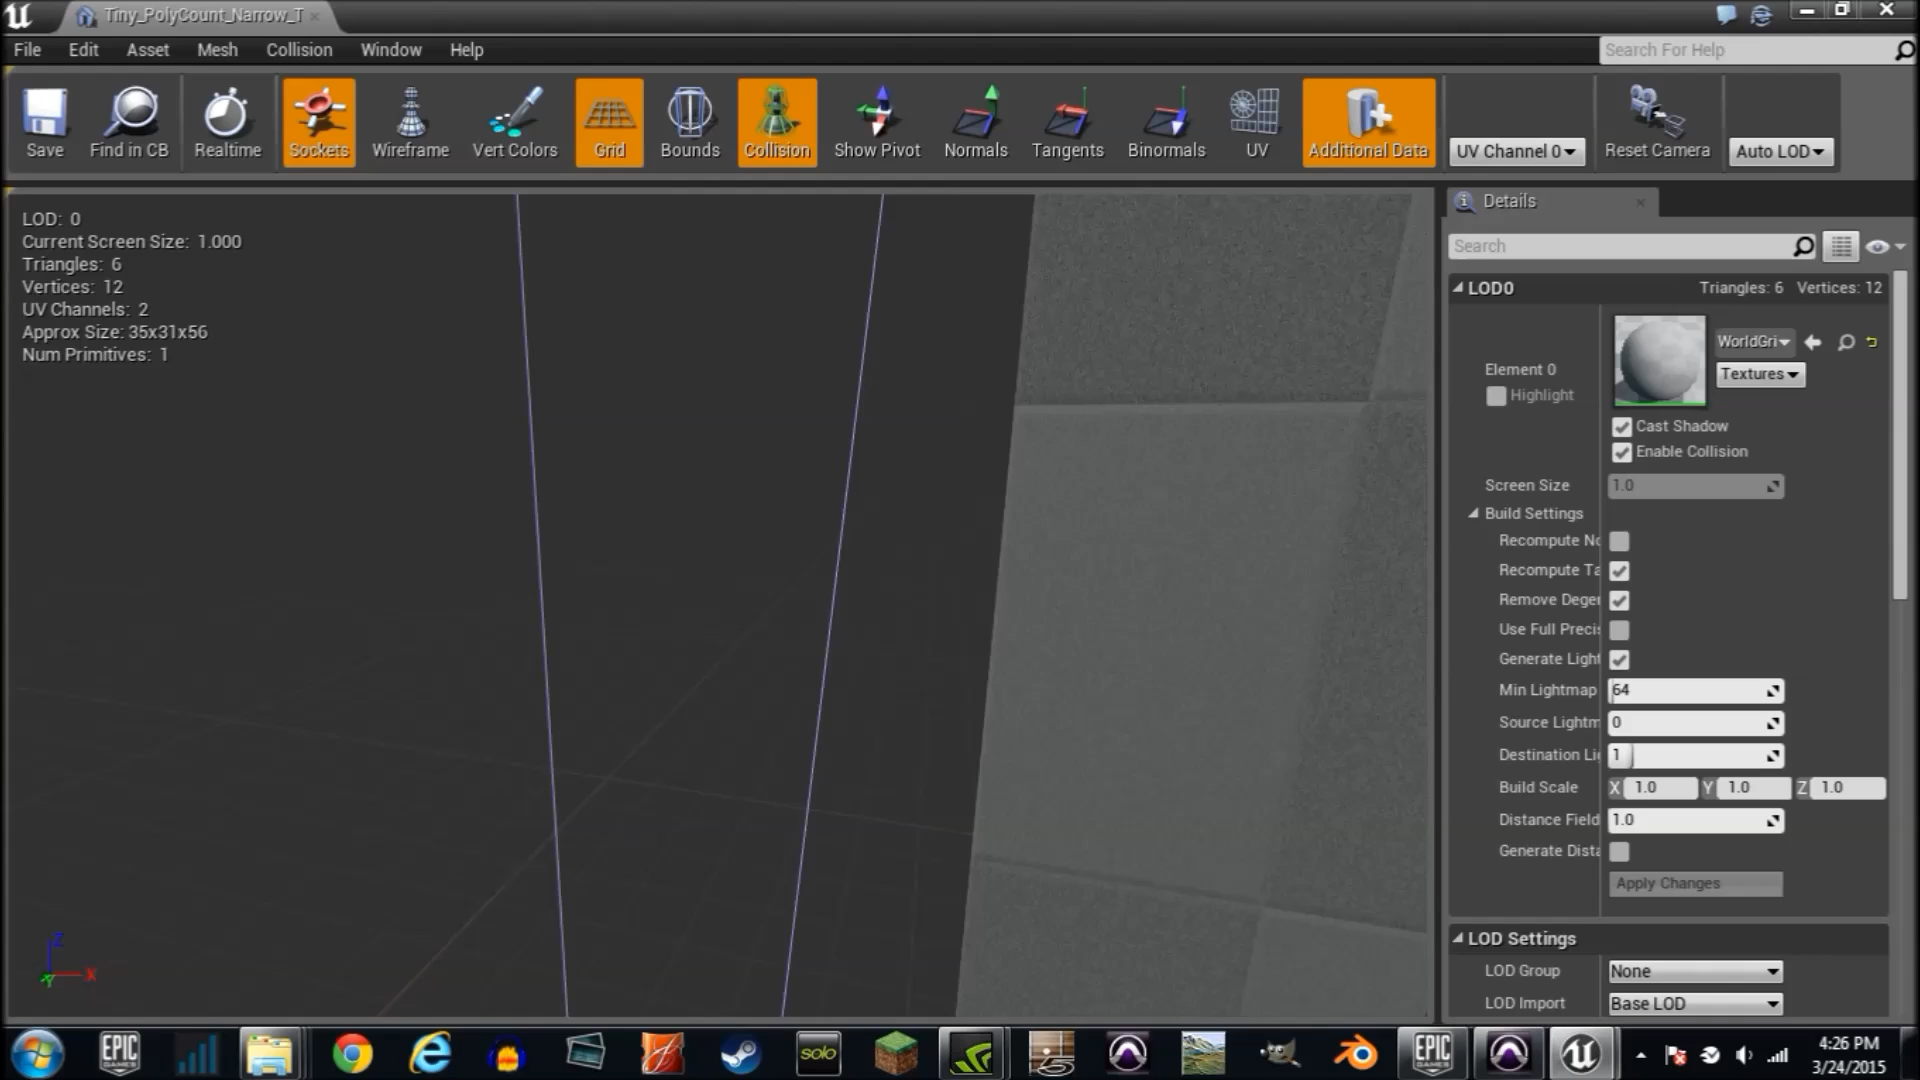 Tiny_PolyCount_Narrow_T
File Edit Asset Mesh Collision Window Help
Search For Help
Save Find in CB Realtime Sockets Wireframe Vert Colors Grid Bounds Collision Show Pivot Normals Tangents Binormals UV Additional Data UV Channel 0 Reset Camera Auto LOD
LOD: 0
Current Screen Size: 1.000
Triangles: 6
Vertices: 12
UV Channels: 2
Approx Size: 35x31x56
Num Primitives: 1
Details
Search
LOD0 Triangles: 6 Vertices: 12
WorldGri
Element 0
Textures
Highlight
Cast Shadow
Enable Collision
Screen Size 1.0
Build Settings
Recompute No
Recompute Ta
Remove Deger
Use Full Precis
Generate Light
Min Lightmap 64
Source Lightm 0
Destination Li 1
Build Scale X 1.0 Y 1.0 Z 1.0
Distance Field 1.0
Generate Dista
Apply Changes
LOD Settings
LOD Group None
LOD Import Base LOD
Z
Y X
EPIC GAMES solo EPIC GAMES
4:26 PM
3/24/2015